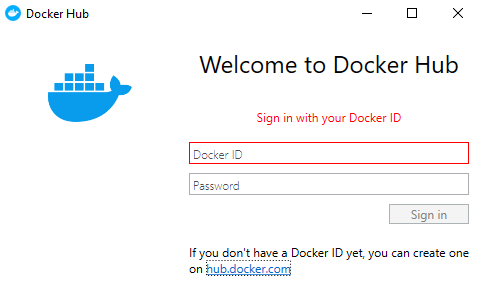 Docker Hub
Welcome to Docker Hub
Sign in with your Docker ID
Docker ID
Password
Sign in
If you don't have a Docker ID yet, you can create one
on hub.docker.com